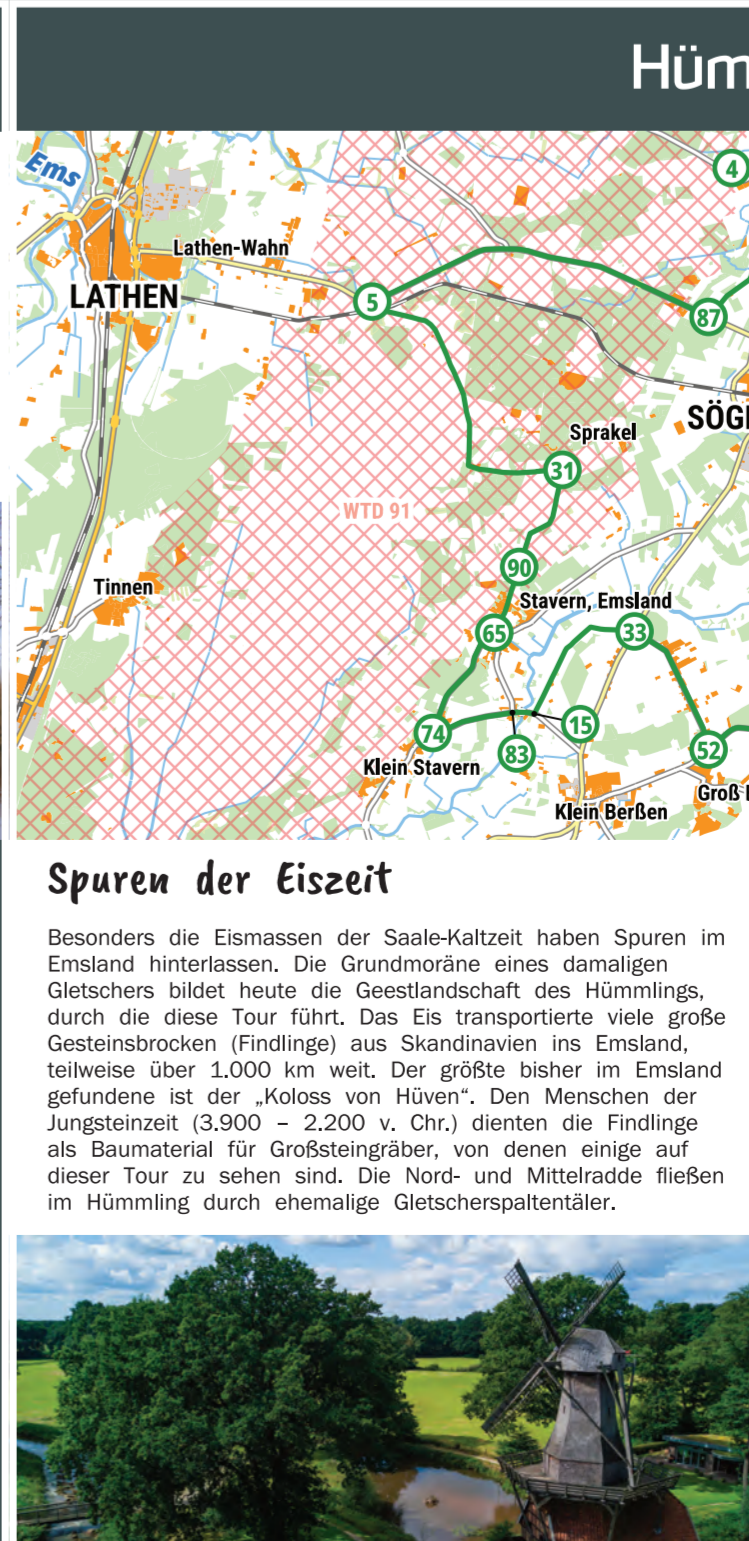 Hüm
Ems
4
Lathen-Wahn
LATHEN
5
87
SÖG
Sprakel
31
WTD 91
90
Tinnen
Stavern, Emsland
65
33
74
15
83
52
Klein Stavern
Groß
Klein Berßen
Spuren der Eiszeit
Besonders die Eismassen der Saale-Kaltzeit haben Spuren im
Emsland hinterlassen. Die Grundmoräne eines damaligen
Gletschers bildet heute die Geestlandschaft des Hümmlings,
durch die diese Tour führt. Das Eis transportierte viele große
Gesteinsbrocken (Findlinge) aus Skandinavien ins Emsland,
teilweise über 1.000 km weit. Der größte bisher im Emsland
gefundene ist der „Koloss von Hüven“. Den Menschen der
Jungsteinzeit (3.900 – 2.200 v. Chr.) dienten die Findlinge
als Baumaterial für Großsteingräber, von denen einige auf
dieser Tour zu sehen sind. Die Nord- und Mittelradde fließen
im Hümmling durch ehemalige Gletscherspaltentäler.